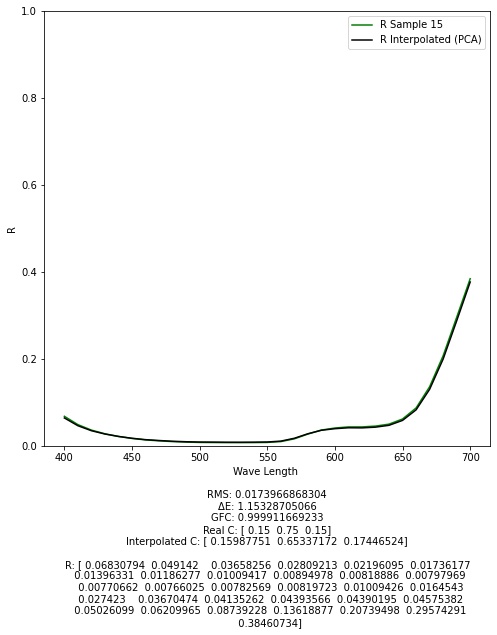 1.0
R Sample 15
R Interpolated (PCA)
0.8
0.6
R
0.4
0.2
0.0
400 450 500 550 600 650 700
Wave Length
RMS: 0.0173966868304
ΔE: 1.15328705066
GFC: 0.999911669233
Real C: [ 0.15 0.75 0.15]
Interpolated C: [ 0.15987751 0.65337172 0.17446524]
R: [ 0.06830794 0.049142 0.03658256 0.02809213 0.02196095 0.01736177
0.01396331 0.01186277 0.01009417 0.00894978 0.00818886 0.00797969
0.00770662 0.00766025 0.00782569 0.00819723 0.01009426 0.0164543
0.027423 0.03670474 0.04135262 0.04393566 0.04390195 0.04575382
0.05026099 0.06209965 0.08739228 0.13618877 0.20739498 0.29574291
0.38460734]